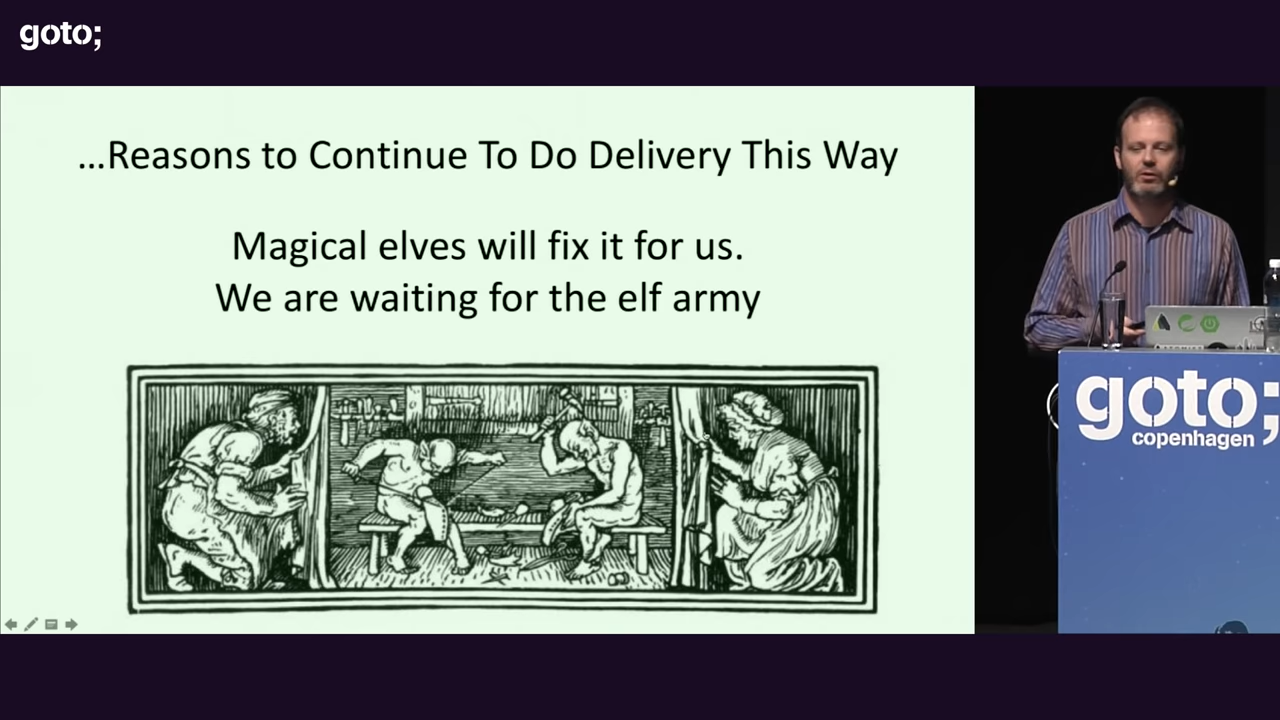 goto;
…Reasons to Continue To Do Delivery This Way
Magical elves will fix it for us.
We are waiting for the elf army
goto;
copenhagen